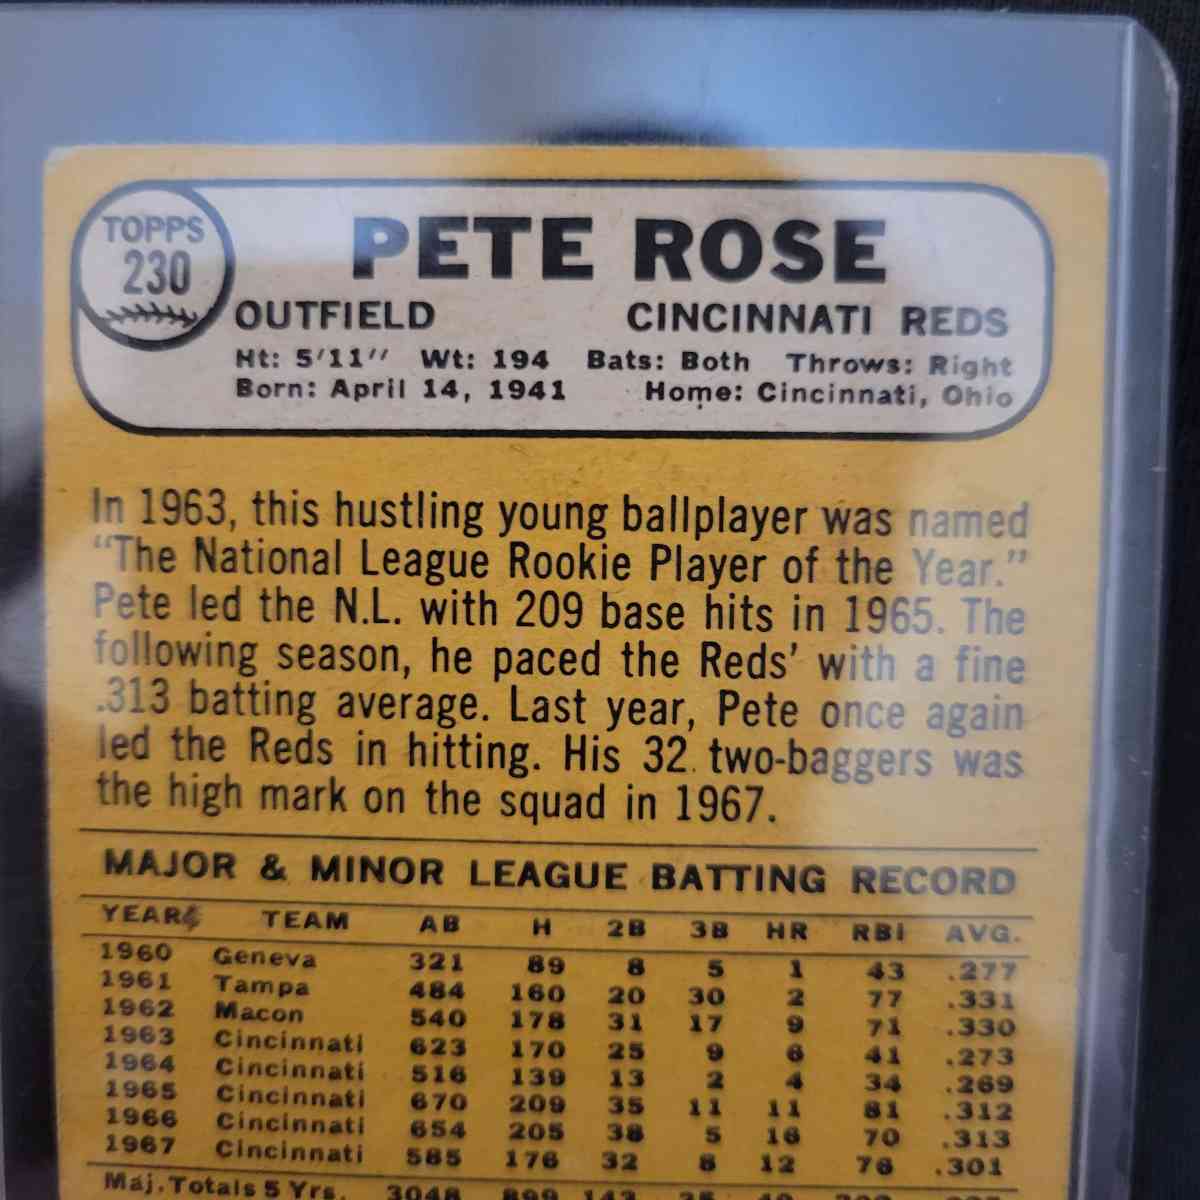 TOPPS
230
PETE ROSE
OUTFIELD CINCINNATI REDS
Ht: 5'11" Wt: 194 Bats: Both Throws: Right
Born: April 14, 1941 Home: Cincinnati, Ohio
In 1963, this hustling young ballplayer was named
“The National League Rookie Player of the Year.”
Pete led the N.L. with 209 base hits in 1965. The
following season, he paced the Reds’ with a fine
.313 batting average. Last year, Pete once again
led the Reds in hitting. His 32 two-baggers was
the high mark on the squad in 1967.
MAJOR & MINOR LEAGUE BATTING RECORD
YEAR TEAM AB H 2B 3B HR RBI AVG.
1960 Geneva 321 89 8 5 1 43 .277
1961 Tampa 484 160 20 30 2 77 .331
1962 Macon 540 178 31 17 9 71 .330
1963 Cincinnati 623 170 25 9 6 41 .273
1964 Cincinnati 516 139 13 2 4 34 .269
1965 Cincinnati 670 209 35 11 11 81 .312
1966 Cincinnati 654 205 38 5 16 70 .313
1967 Cincinnati 585 176 32 8 12 76 .301
Maj. Totals 5 Yrs. 3048 899 143